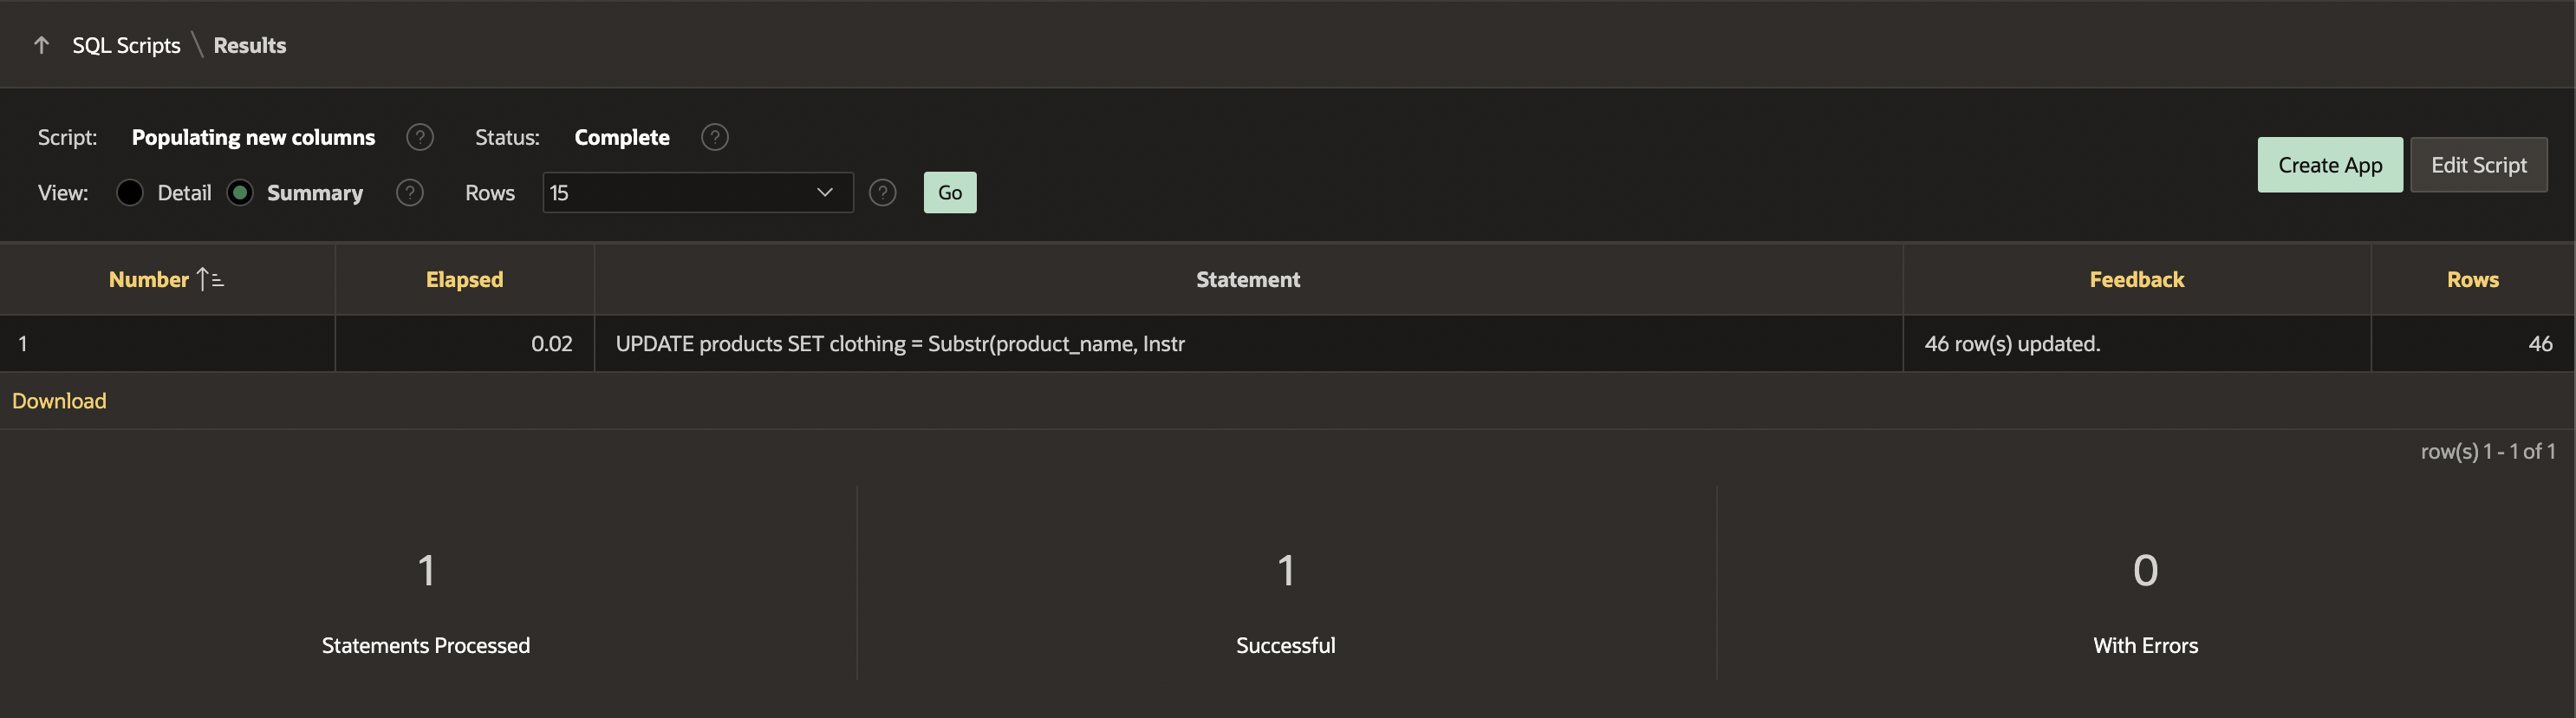 SQL Scripts \ Results
Script: Populating new columns ? Status: Complete ?
Create App Edit Script
View: Detail Summary ? Rows 15 ? Go
Number Elapsed Statement Feedback Rows
1 0.02 UPDATE products SET clothing = Substr(product_name, Instr 46 row(s) updated. 46
Download
row(s) 1 - 1 of 1
1 1 0
Statements Processed Successful With Errors